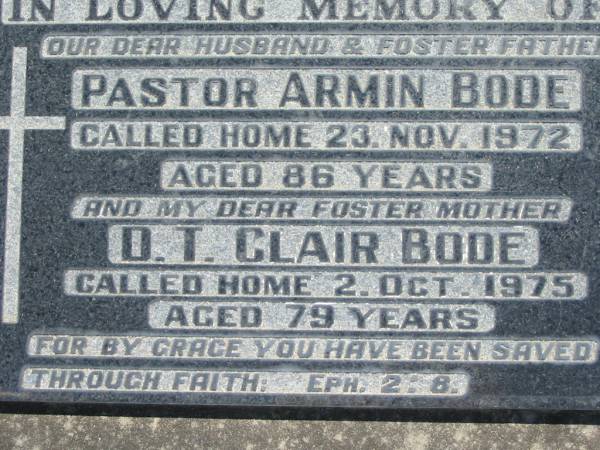 IN LOVING MEMORY OF
OUR DEAR HUSBAND & FOSTER FATHER
PASTOR ARMIN BODE
CALLED HOME 23. NOV. 1972
AGED 86 YEARS
AND MY DEAR FOSTER MOTHER
D. T. CLAIR BODE
CALLED HOME 2. OCT. 1975
AGED 79 YEARS
FOR BY GRACE YOU HAVE BEEN SAVED
THROUGH FAITH: EPH. 2:8.